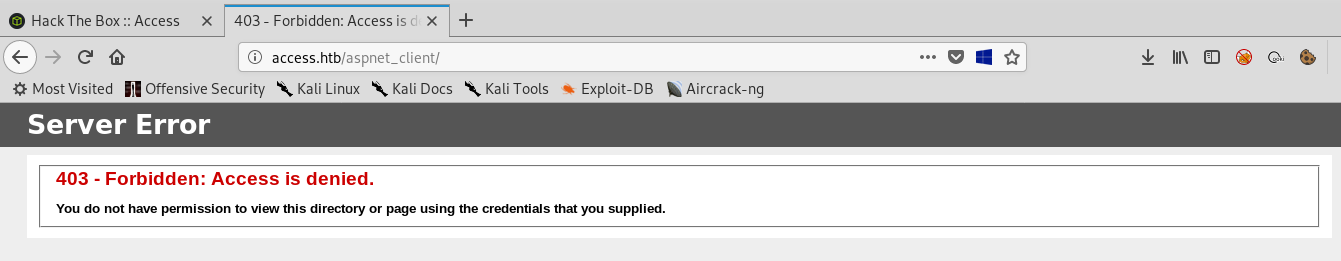 Hack The Box :: Access
403 - Forbidden: Access is d
access.htb/aspnet_client/
Most Visited Offensive Security Kali Linux Kali Docs Kali Tools Exploit-DB Aircrack-ng
Server Error
403 - Forbidden: Access is denied.
You do not have permission to view this directory or page using the credentials that you supplied.